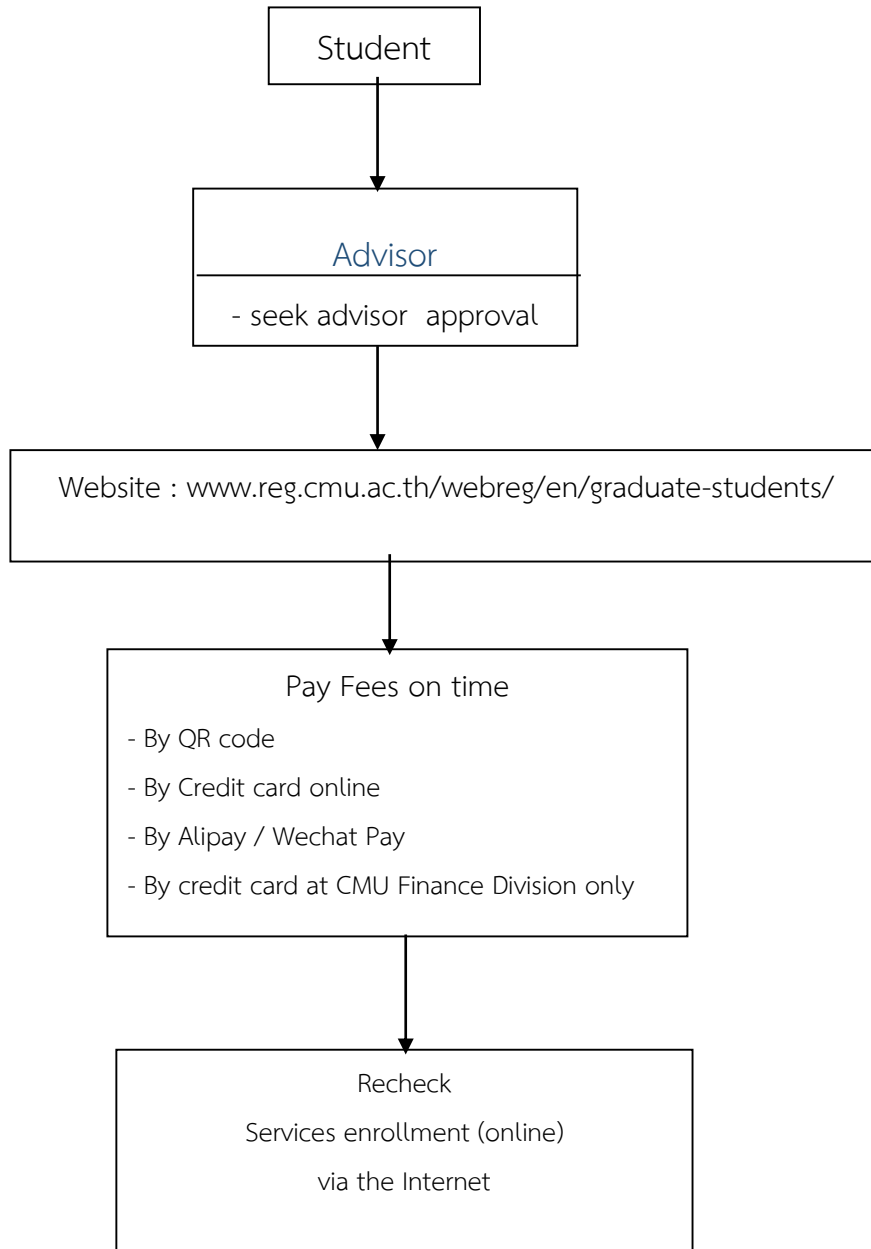 Student
Advisor
- seek advisor  approval
Website : www.reg.cmu.ac.th/webreg/en/graduate-students/
Pay Fees on time
- By QR code
- By Credit card online
- By Alipay / Wechat Pay
- By credit card at CMU Finance Division only
Recheck
Services enrollment (online)
via the Internet